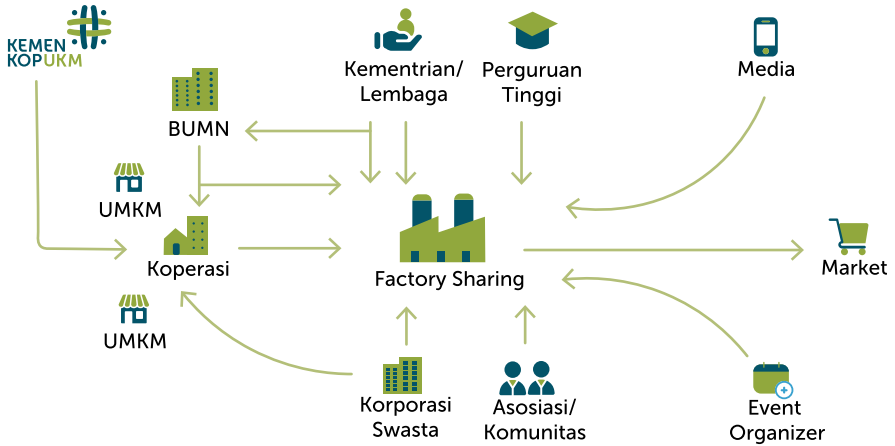 KEMEN
KOPUKM
Kementrian/
Lembaga
Perguruan
Tinggi
Media
BUMN
UMKM
Koperasi
Factory Sharing
Market
UMKM
Korporasi
Swasta
Asosiasi/
Komunitas
Event
Organizer